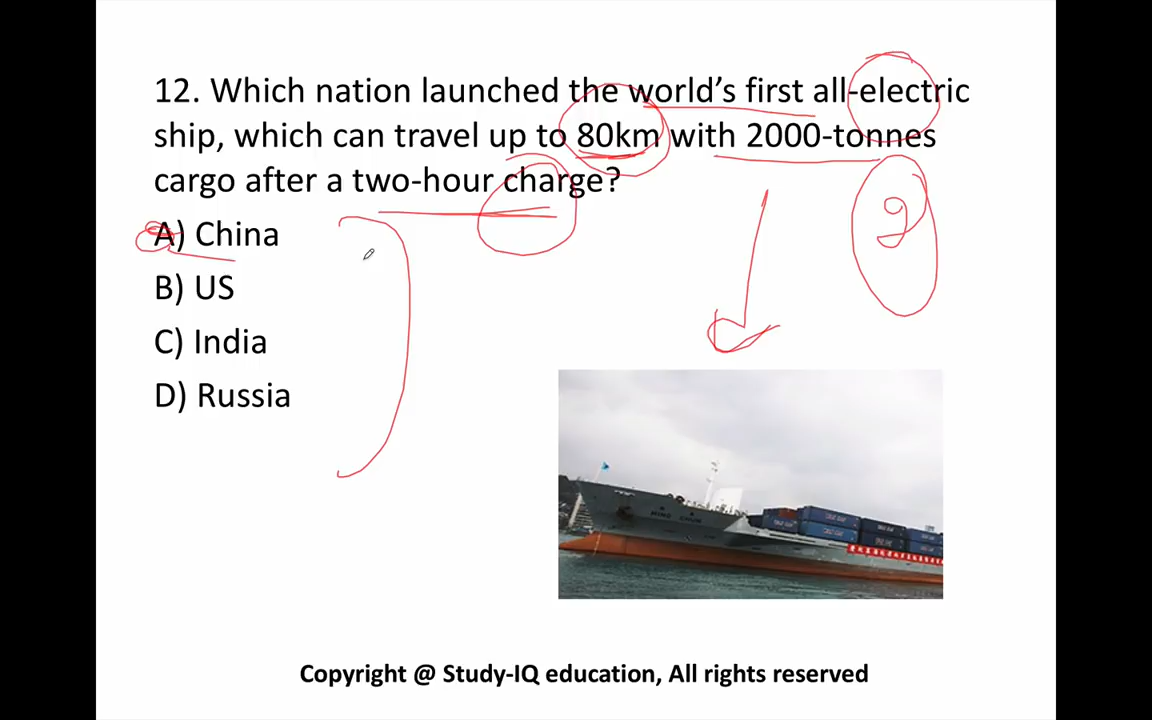 12. Which nation launched the world's first all-electric
ship, which can travel up to 80km with 2000-tonnes
cargo after a two-hour charge?
A) China
B) US
C) India
D) Russia
Copyright @ Study-IQ education, All rights reserved